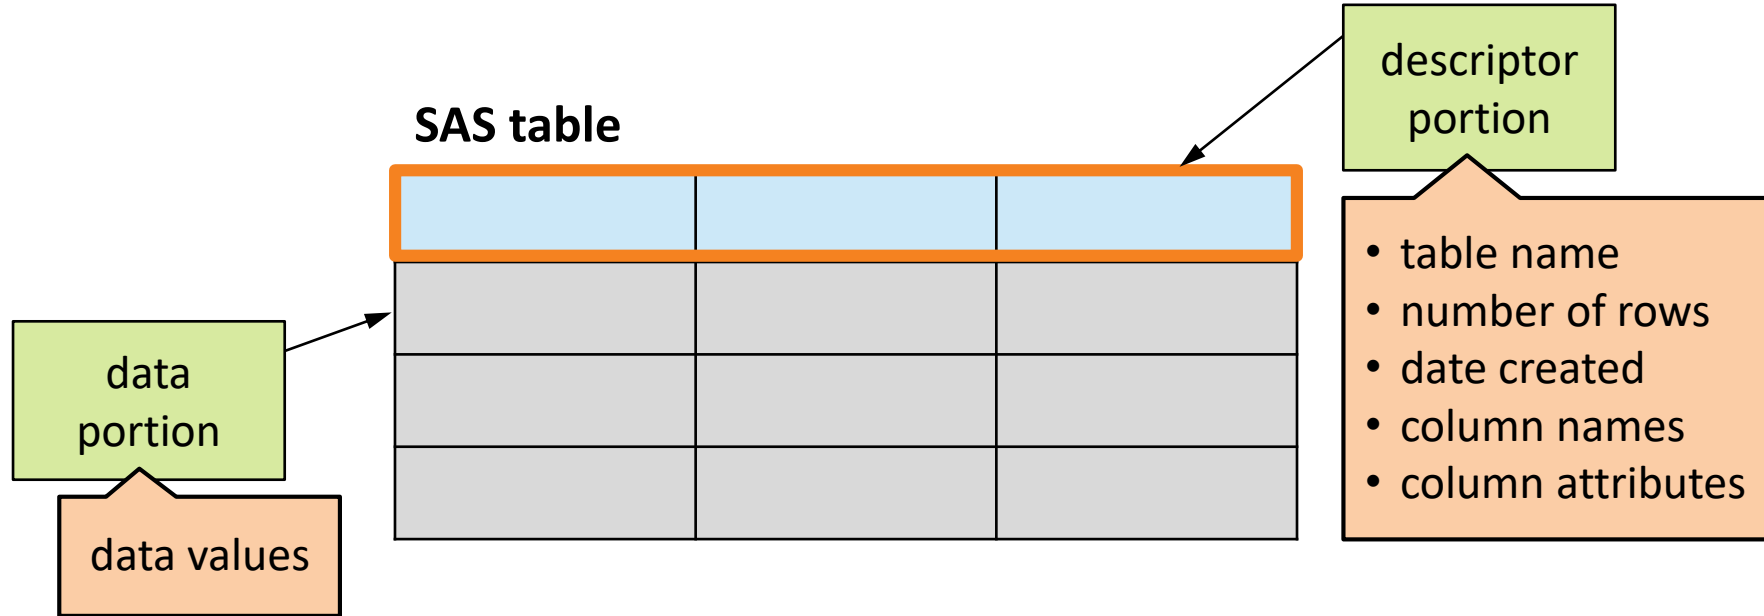 SAS table
descriptor
portion
• table name
• number of rows
• date created
• column names
• column attributes
data
portion
data values